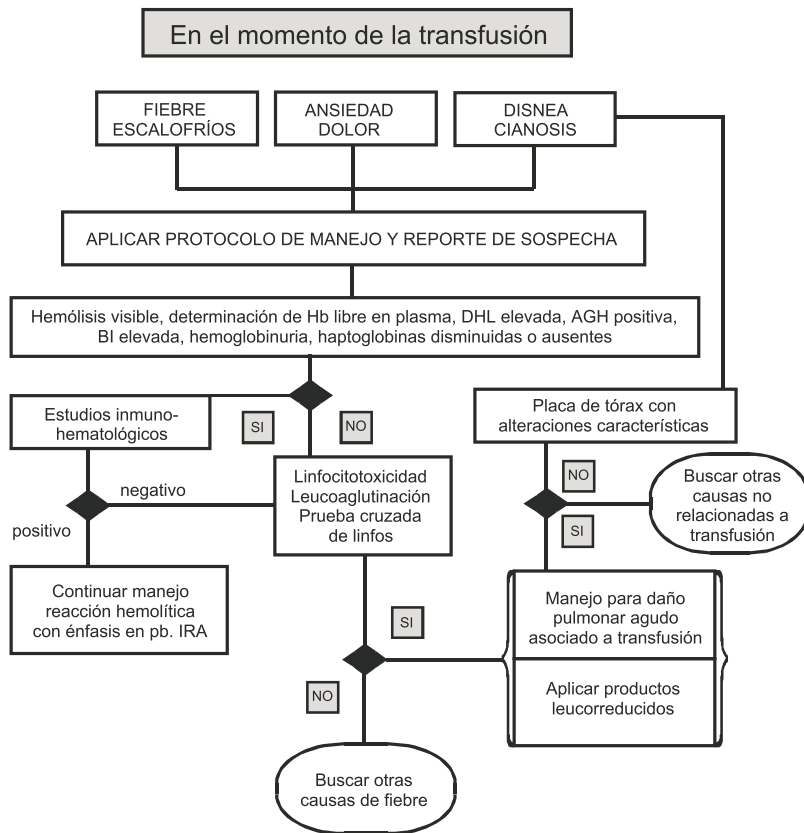 En el momento de la transfusión
FIEBRE
ESCALOFRÍOS
ANSIEDAD
DOLOR
DISNEA
CIANOSIS
APLICAR PROTOCOLO DE MANEJO Y REPORTE DE SOSPECHA
Hemólisis visible, determinación de Hb libre en plasma, DHL elevada, AGH positiva,
BI elevada, hemoglobinuria, haptoglobinas disminuidas o ausentes
Estudios inmuno-
hematológicos
SI
NO
Placa de tórax con
alteraciones características
negativo
positivo
Linfocitotoxicidad
Leucoaglutinación
Prueba cruzada
de linfos
NO
SI
Buscar otras
causas no
relacionadas a
transfusión
Continuar manejo
reacción hemolítica
con énfasis en pb. IRA
SI
NO
Manejo para daño
pulmonar agudo
asociado a transfusión
Aplicar productos
leucorreducidos
Buscar otras
causas de fiebre